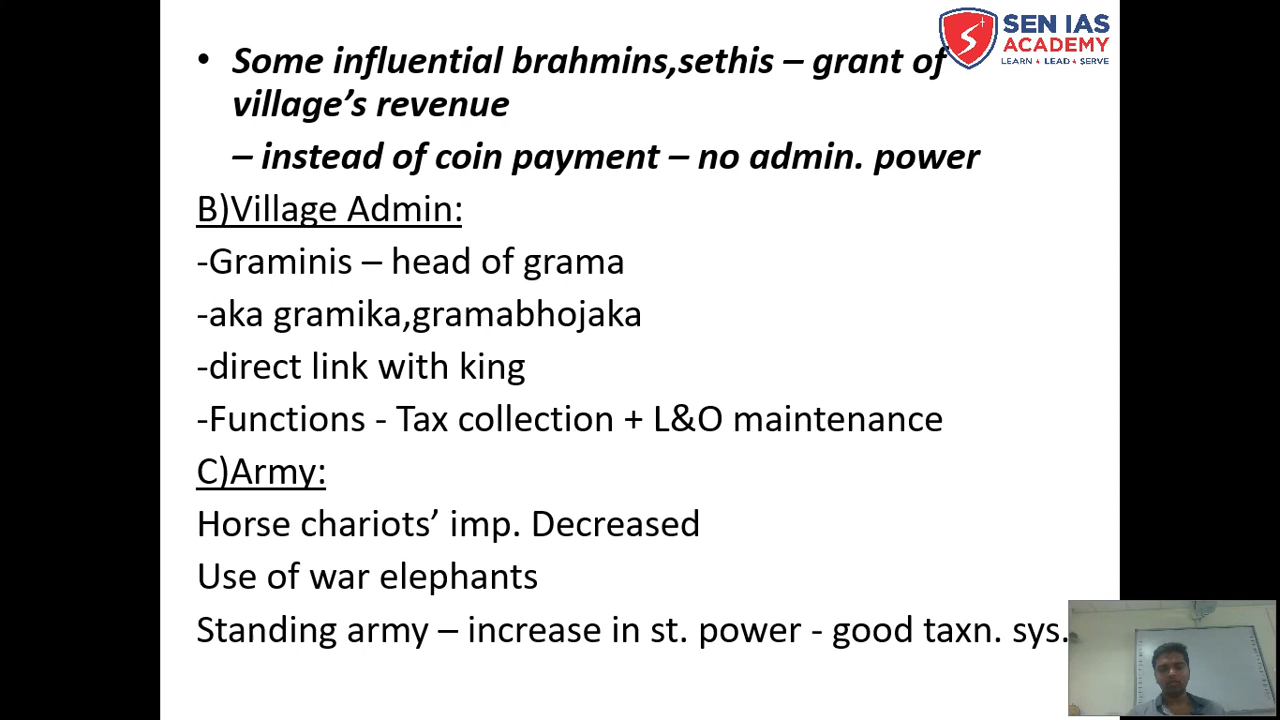 SEN IAS
ACADEMY
LEARN ★ LEAD ★ SERVE
• Some influential brahmins,sethis – grant of
village’s revenue
– instead of coin payment – no admin. power
B)Village Admin:
-Graminis – head of grama
-aka gramika,gramabhojaka
-direct link with king
-Functions - Tax collection + L&O maintenance
C)Army:
Horse chariots’ imp. Decreased
Use of war elephants
Standing army – increase in st. power - good taxn. sys.